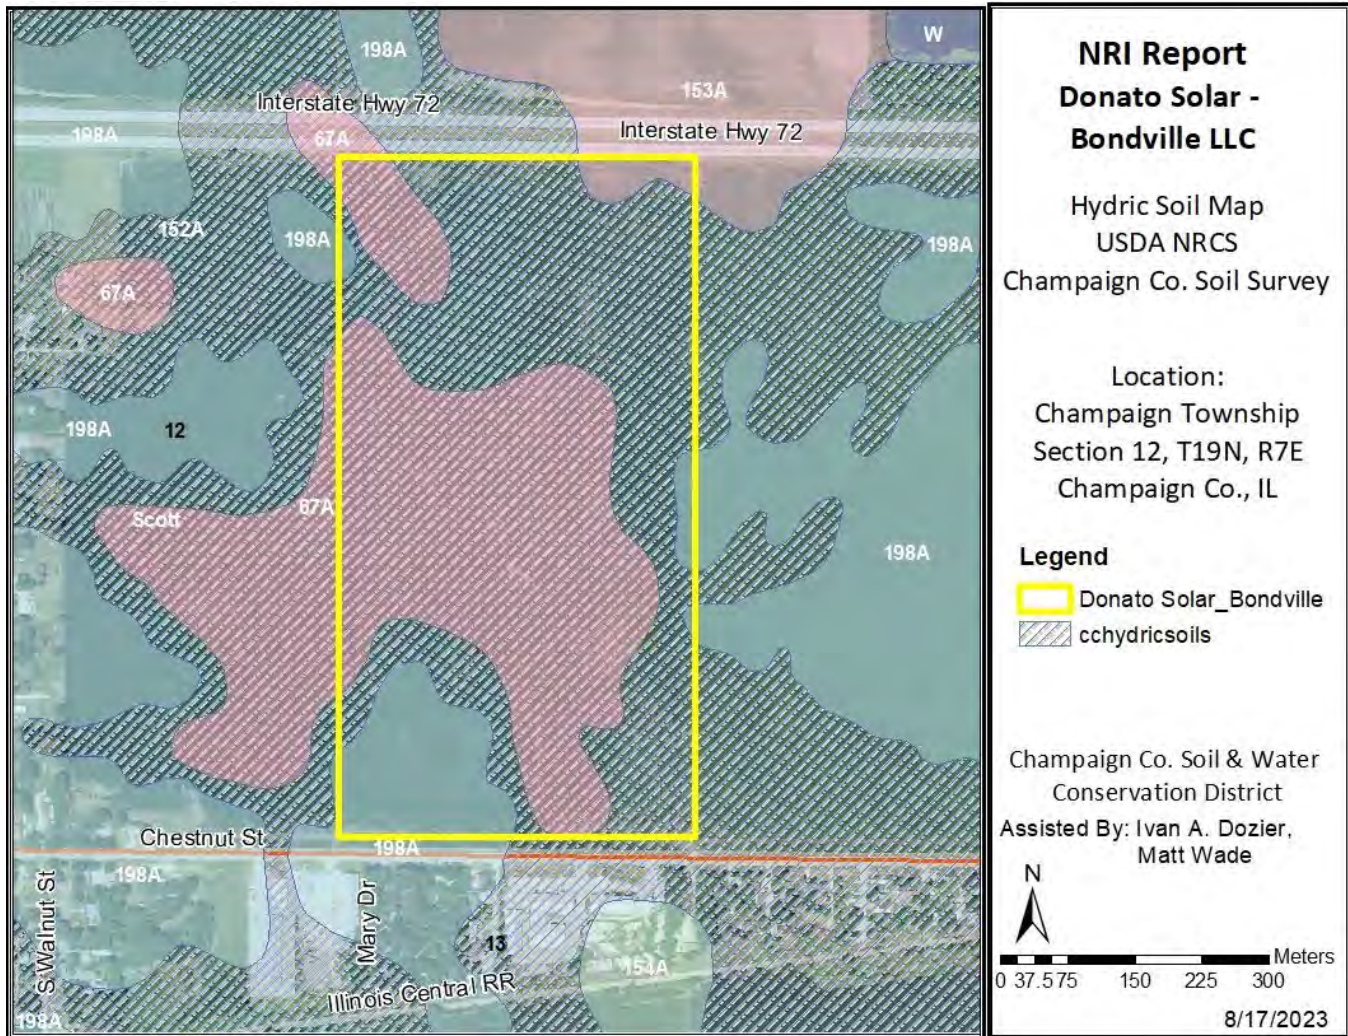 198A
W
153A
Interstate Hwy 72
Interstate Hwy 72
198A
67A
152A
198A
198A
67A
198A
12
67A
Scott
198A
Chestnut St
198A
198A
S Walnut St
Mary Dr
13
154A
Illinois Central RR
198A
NRI Report
Donato Solar -
Bondville LLC
Hydric Soil Map
USDA NRCS
Champaign Co. Soil Survey
Location:
Champaign Township
Section 12, T19N, R7E
Champaign Co., IL
Legend
Donato Solar_Bondville
cchydricsoils
Champaign Co. Soil & Water
Conservation District
Assisted By: Ivan A. Dozier,
Matt Wade
N
Meters
0 37.5 75 150 225 300
8/17/2023